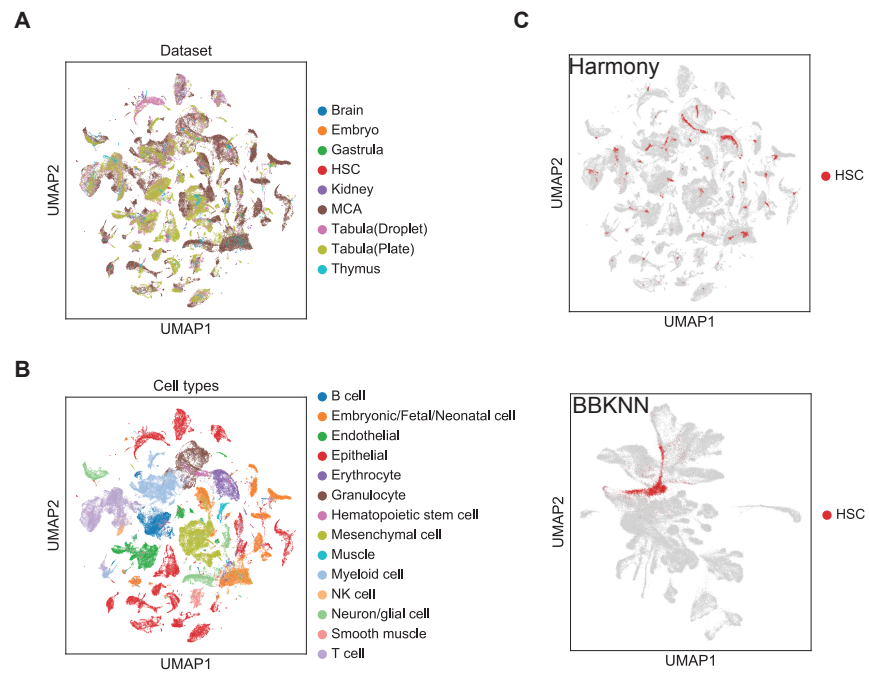 A
Dataset
UMAP2
UMAP1
Brain
Embryo
Gastrula
HSC
Kidney
MCA
Tabula(Droplet)
Tabula(Plate)
Thymus
B
Cell types
UMAP2
UMAP1
B cell
Embryonic/Fetal/Neonatal cell
Endothelial
Epithelial
Erythrocyte
Granulocyte
Hematopoietic stem cell
Mesenchymal cell
Muscle
Myeloid cell
NK cell
Neuron/glial cell
Smooth muscle
T cell
C
Harmony
UMAP2
UMAP1
HSC
BBKNN
UMAP2
UMAP1
HSC